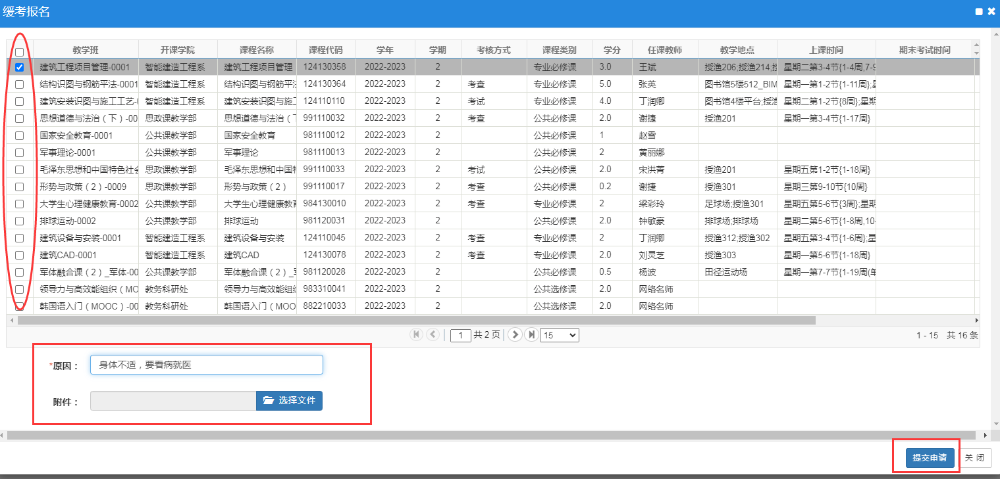 缓考报名
教学班 开课学院 课程名称 课程代码 学年 学期 考核方式 课程类别 学分 任课教师 教学地点 上课时间 期末考试时间
建筑工程项目管理-0001 智能建造工程系 建筑工程项目管理 124130358 2022-2023 2 专业必修课 3.0 王斌 授渔206;授渔214;授 星期二第3-4节{1-4周,7-9
结构识图与钢筋平法-0001 智能建造工程系 结构识图与钢筋平法 124130364 2022-2023 2 考查 专业必修课 5.0 张英 图书馆5楼512_BIM 星期一第1-2节{1-11周};星
建筑安装识图与施工工艺-0 智能建造工程系 建筑安装识图与施工 124110110 2022-2023 2 考试 专业必修课 4.0 丁润卿 图书馆4楼平台;授渔 星期二第1-2节{8周};星期
思想道德与法治（下）-00 思政课教学部 思想道德与法治（下 991110032 2022-2023 2 考查 公共必修课 2.0 谢捷 授渔201 星期一第3-4节{1-17周}
国家安全教育-0001 公共课教学部 国家安全教育 981110012 2022-2023 2 公共必修课 1 赵雪
军事理论-0001 公共课教学部 军事理论 981110013 2022-2023 2 公共必修课 2 黄丽娜
毛泽东思想和中国特色社会 思政课教学部 毛泽东思想和中国特 991110033 2022-2023 2 考试 公共必修课 2.0 宋洪菁 授渔201 星期五第1-2节{1-18周}
形势与政策（2）-0009 思政课教学部 形势与政策（2） 991110017 2022-2023 2 考查 公共必修课 0.2 谢捷 授渔301 星期三第9-10节{10周}
大学生心理健康教育-0002 公共课教学部 大学生心理健康教育 984130010 2022-2023 2 考查 公共必修课 2 梁彩玲 足球场;授渔301 星期五第5-6节{3周};星期
排球运动-0002 公共课教学部 排球运动 981120031 2022-2023 2 公共必修课 2.0 钟敏豪 排球场;排球场 星期二第5-6节{1-8周,10-
建筑设备与安装-0001 智能建造工程系 建筑设备与安装 124110045 2022-2023 2 考查 专业必修课 2 丁润卿 授渔312;授渔302 星期五第3-4节{1-6周};星
建筑CAD-0001 智能建造工程系 建筑CAD 124130078 2022-2023 2 考查 专业必修课 2.0 刘灵芝 授渔303 星期一第5-6节{1-18周}
军体融合课（2）_军体-00 公共课教学部 军体融合课（2）_军 981120028 2022-2023 2 公共必修课 0.5 杨波 田径运动场 星期一第7-7节{1-19周(单
领导力与高效能组织（MO 教务科研处 领导力与高效能组织 983310041 2022-2023 2 公共选修课 2.0 网络名师
韩国语入门（MOOC）-00 教务科研处 韩国语入门（MOO 882210033 2022-2023 2 公共选修课 2.0 网络名师
1 共 2 页 15 1 - 15 共 16 条
*原因： 身体不适，要看病就医
附件： 选择文件
提交申请 关 闭